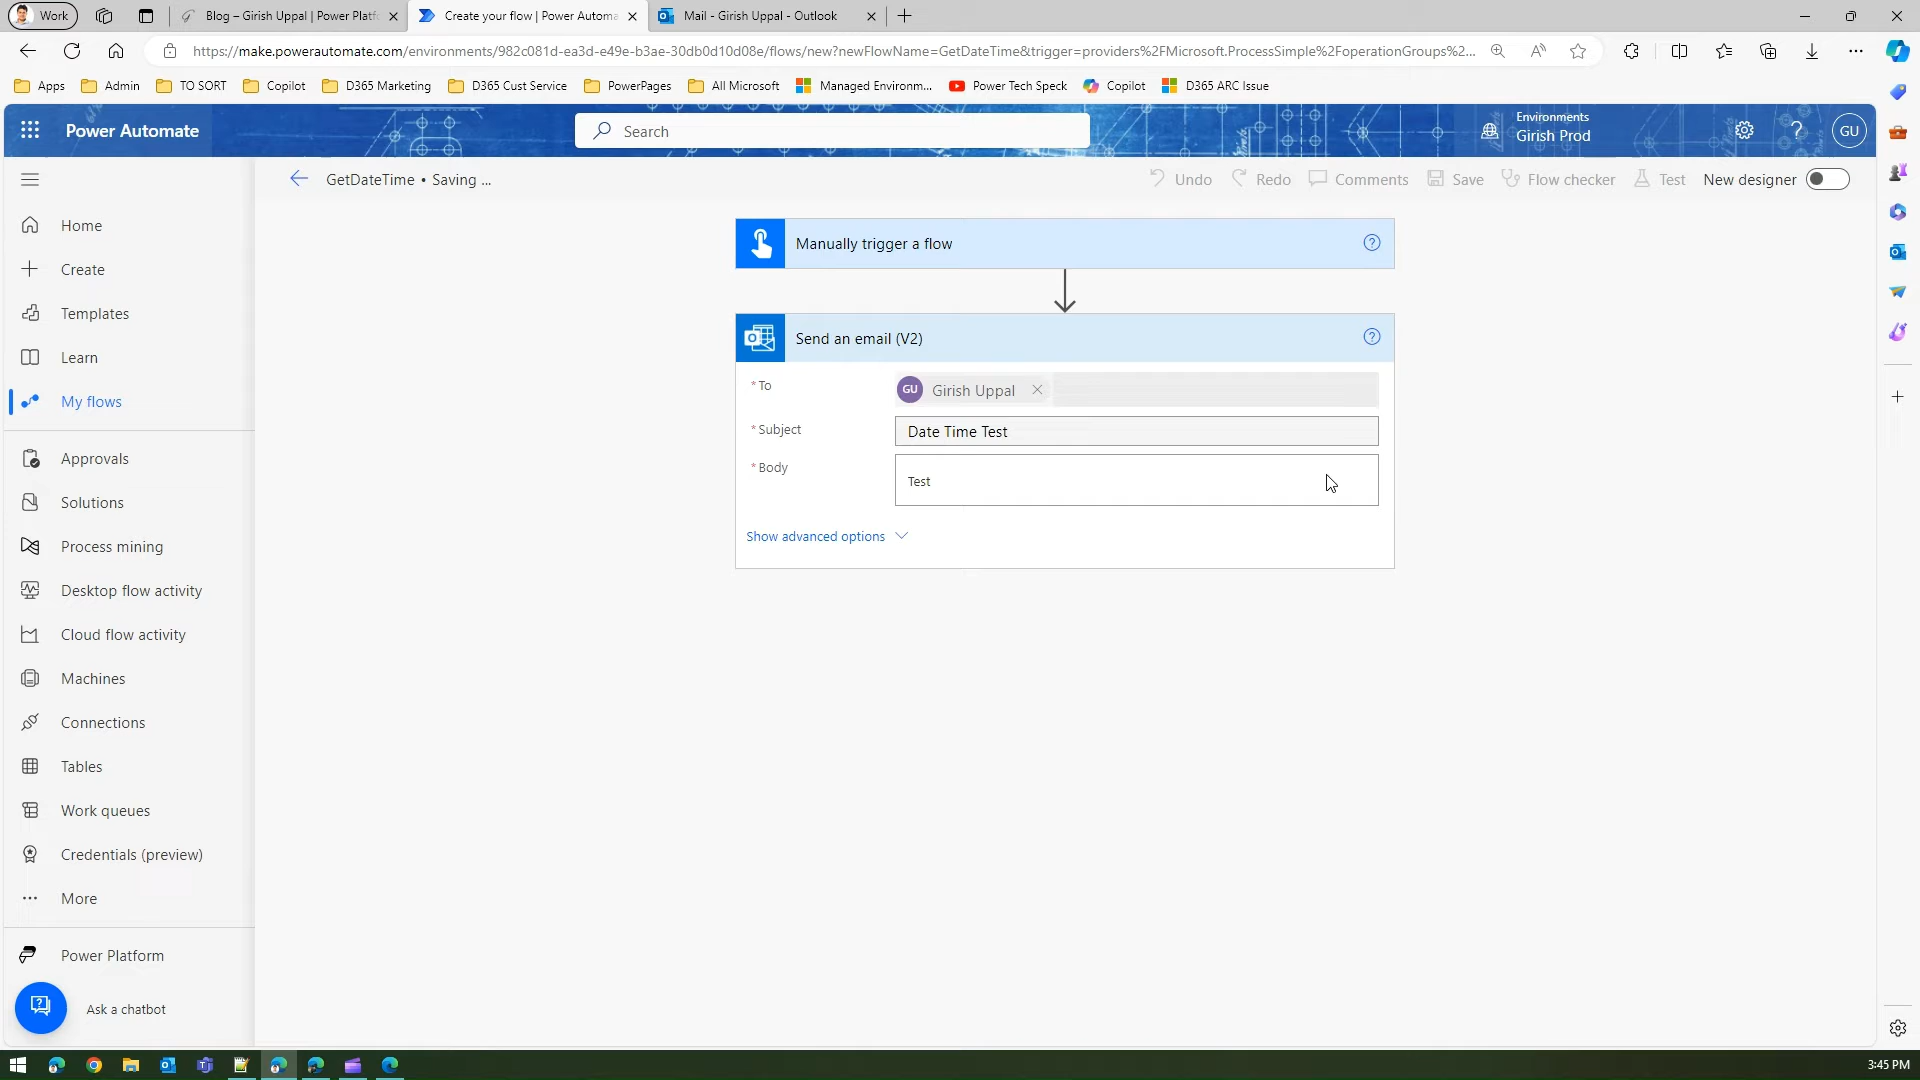 Work
Blog – Girish Uppal | Power Platf
Create your flow | Power Automa
Mail - Girish Uppal - Outlook
https://make.powerautomate.com/environments/982c081d-ea3d-e49e-b3ae-30db0d10d08e/flows/new?newFlowName=GetDateTime&trigger=providers%2FMicrosoft.ProcessSimple%2FoperationGroups%2...
Apps
Admin
TO SORT
Copilot
D365 Marketing
D365 Cust Service
PowerPages
All Microsoft
Managed Environm...
Power Tech Speck
Copilot
D365 ARC Issue
Power Automate
Search
Environments
Girish Prod
GU
GetDateTime • Saving ...
Undo
Redo
Comments
Save
Flow checker
Test
New designer
Home
Create
Templates
Learn
My flows
Approvals
Solutions
Process mining
Desktop flow activity
Cloud flow activity
Machines
Connections
Tables
Work queues
Credentials (preview)
More
Power Platform
Ask a chatbot
Manually trigger a flow
Send an email (V2)
* To
GU Girish Uppal
* Subject
Date Time Test
* Body
Test
Show advanced options
3:45 PM